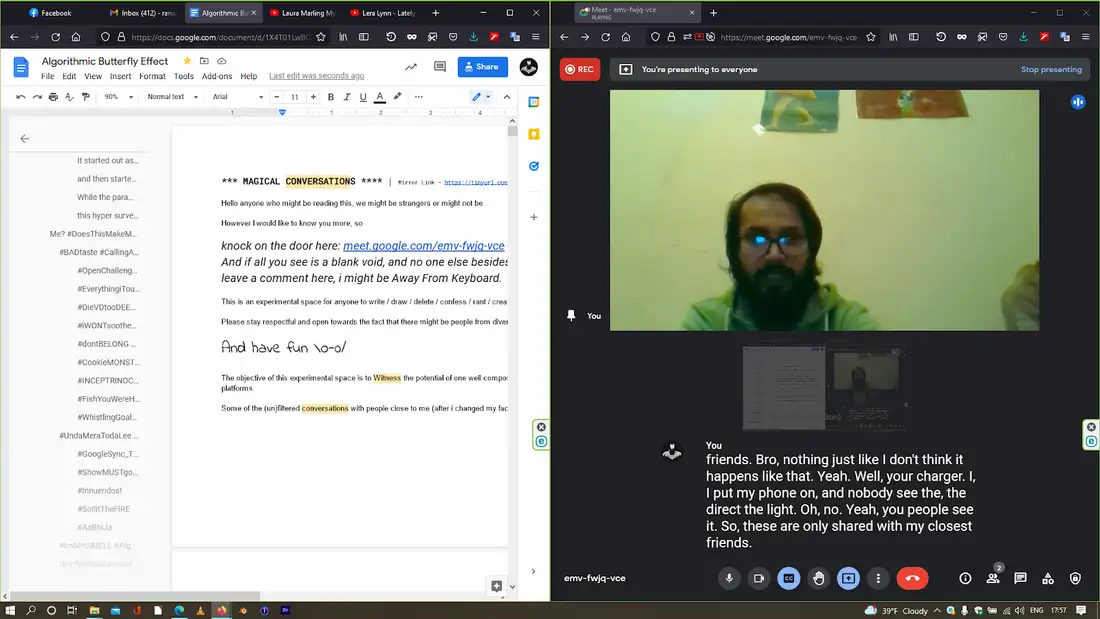 Facebook
Inbox (412) - rana
Algorithmic Butt
Laura Marling My
Lera Lynn - Lately
https://docs.google.com/document/d/1X4T01LwB
Algorithmic Butterfly Effect
File Edit View Insert Format Tools Add-ons Help Last edit was seconds ago
Share
90% Normal text Arial 11 B I U A
1 1 2 3 4
It started out as...
and then starte...
While the para...
this hyper surve...
Me? #DoesThisMakeM...
#BADtaste #CallingA...
#OpenChalleng...
#EverythingITou...
#DieVDtooDEE...
#IWONTsoothe...
#dontBELONG ...
#CookieMONST...
#INCEPTRINOC...
#FishYouWereH...
#WhistlingGoal...
#UndaMeraTodaLee ...
#GoogleSync_T...
#ShowMUSTgo...
#Innuendos!
#SollitTheFIRE
#AaBhiJa
*** MAGICAL CONVERSATIONS **** | Mirror Link - https://tinyurl.com
Hello anyone who might be reading this, we might be strangers or might not be.
However I would like to know you more, so
knock on the door here: meet.google.com/emv-fwjq-vce
And if all you see is a blank void, and no one else besides
leave a comment here, i might be Away From Keyboard.
This is an experimental space for anyone to write / draw / delete / confess / rant / crea
Please stay respectful and open towards the fact that there might be people from diver
And have fun \o-o/
The objective of this experimental space is to Witness the potential of one well compos
platforms.
Some of the (un)filtered conversations with people close to me (after i changed my fac
Meet - emv-fwjq-vce
PLAYING
https://meet.google.com/emv-fwjq-vce
REC
You're presenting to everyone
Stop presenting
You
You
friends. Bro, nothing just like I don't think it
happens like that. Yeah. Well, your charger. I,
I put my phone on, and nobody see the, the
direct the light. Oh, no. Yeah, you people see
it. So, these are only shared with my closest
friends.
emv-fwjq-vce
CC
2
39°F Cloudy
ENG
17:57